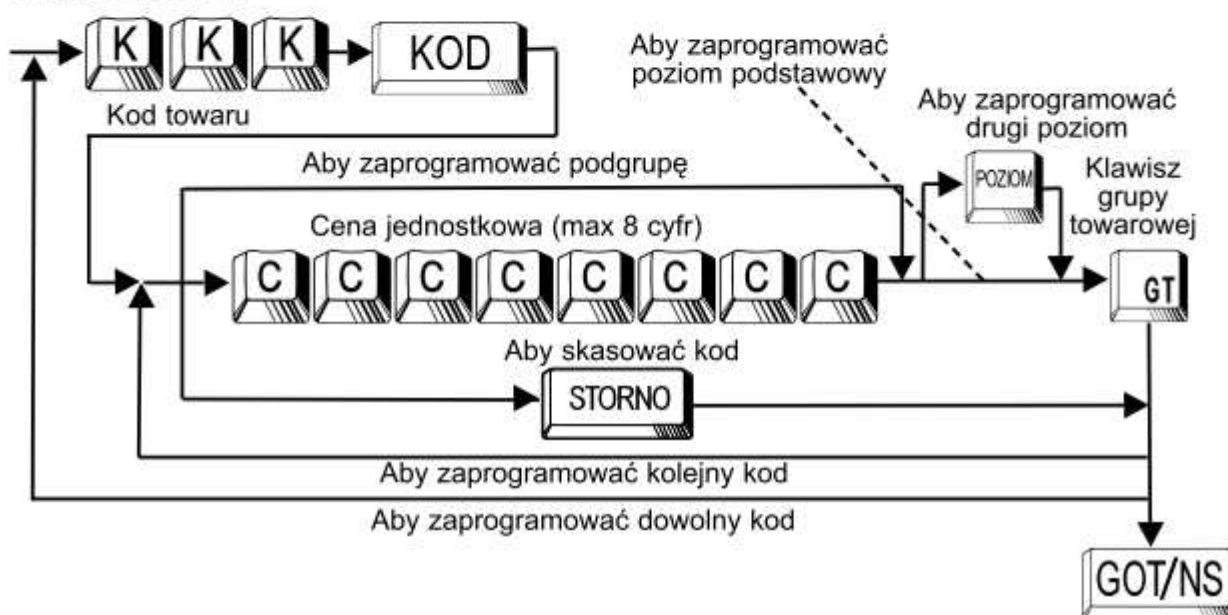 K K K KOD
Kod towaru
Aby zaprogramować
poziom podstawowy
Aby zaprogramować
drugi poziom
POZIOM
Klawisz
grupy
towarowej
Aby zaprogramować podgrupę
Cena jednostkowa (max 8 cyfr)
C C C C C C C C
GT
Aby skasować kod
STORNO
Aby zaprogramować kolejny kod
Aby zaprogramować dowolny kod
GOT/NS